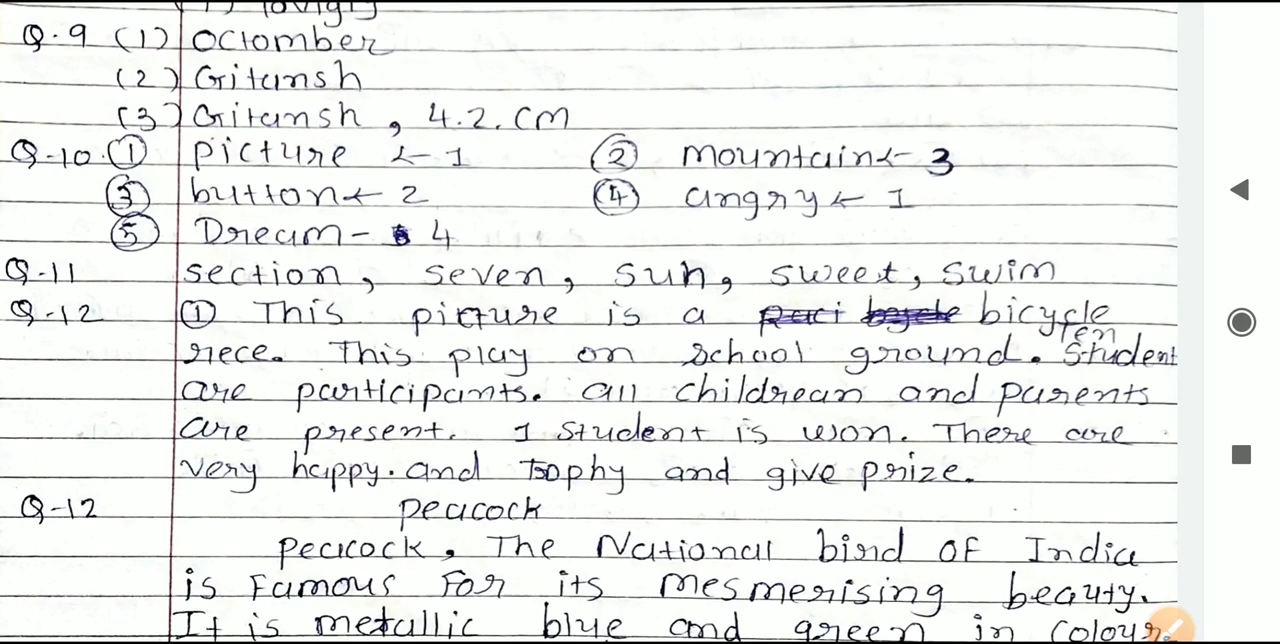 Q.9 (1) Octomber
(2) Gitansh
(3) Gitansh, 4.2.cm
Q-10. ① picture ← 1 ② mountain ← 3
③ button ← 2 ④ angry ← 1
⑤ Dream - 4
Q-11 section, seven, sun, sweet, swim
Q-12 ① This picture is a bicycle
rece. This play on school ground. ten Student
are participants. all childrean and parents
are present. 1 Student is won. There are
very happy. and trophy and give prize.
Q-12 Peacock
Peacock, The National bird of India
is Famous For its mesmerising beauty.
It is metallic blue and green in colour.